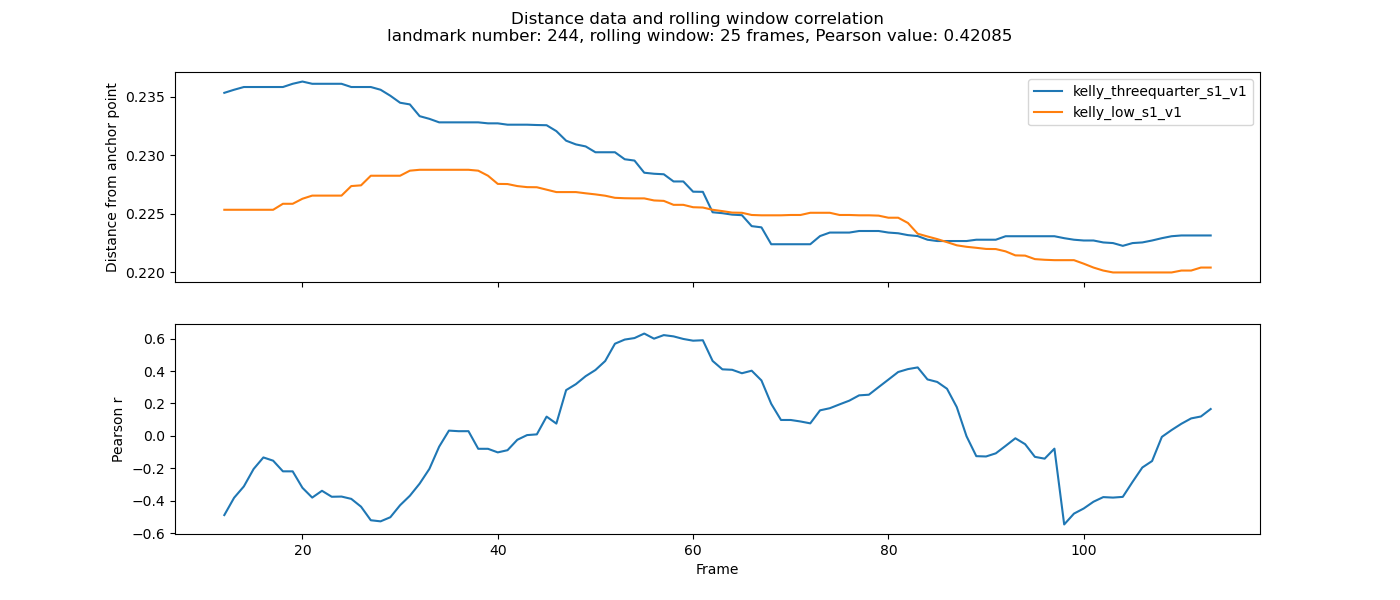 Distance data and rolling window correlation
landmark number: 244, rolling window: 25 frames, Pearson value: 0.42085
Distance from anchor point
0.235
0.230
0.225
0.220
kelly_threequarter_s1_v1
kelly_low_s1_v1
Pearson r
0.6
0.4
0.2
0.0
−0.2
−0.4
−0.6
20 40 60 80 100
Frame